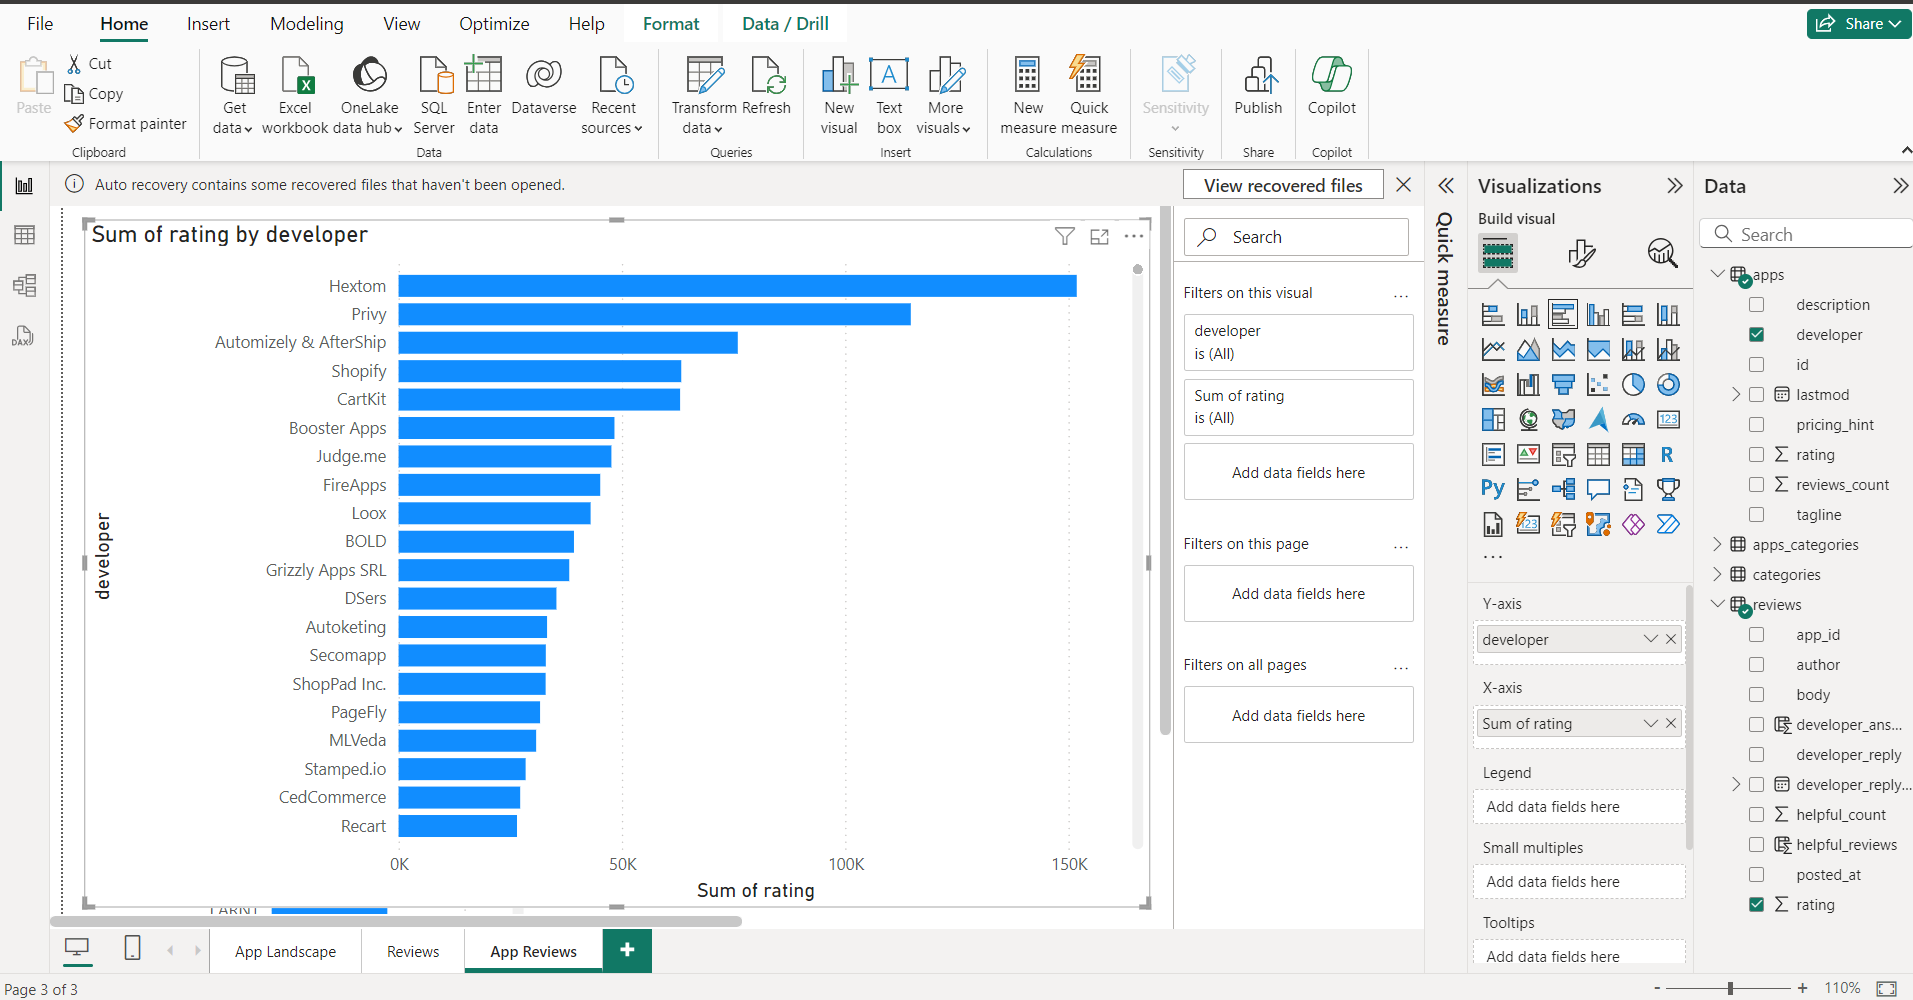 File
Home
Insert
Modeling
View
Optimize
Help
Format
Data / Drill
Share
Paste
Cut
Copy
Format painter
Clipboard
Get
data
Excel
workbook
OneLake
data hub
SQL
Server
Enter
data
Dataverse
Recent
sources
Data
Transform
data
Refresh
Queries
New
visual
A
Text
box
More
visuals
Insert
New
measure
Quick
measure
Calculations
Sensitivity
Sensitivity
Publish
Share
Copilot
Copilot
Auto recovery contains some recovered files that haven't been opened.
View recovered files
DAX
Sum of rating by developer
developer
Hextom
Privy
Automizely & AfterShip
Shopify
CartKit
Booster Apps
Judge.me
FireApps
Loox
BOLD
Grizzly Apps SRL
DSers
Autoketing
Secomapp
ShopPad Inc.
PageFly
MLVeda
Stamped.io
CedCommerce
Recart
0K
50K
100K
150K
Sum of rating
Search
Filters on this visual
...
developer
is (All)
Sum of rating
is (All)
Add data fields here
Filters on this page
...
Add data fields here
Filters on all pages
...
Add data fields here
Quick measure
Visualizations
Build visual
123
R
Py
123
...
Y-axis
developer
X-axis
Sum of rating
Legend
Add data fields here
Small multiples
Add data fields here
Tooltips
Add data fields here
Data
Search
apps
description
developer
id
lastmod
pricing_hint
rating
reviews_count
tagline
apps_categories
categories
reviews
app_id
author
body
developer_ans...
developer_reply
developer_reply...
helpful_count
helpful_reviews
posted_at
rating
App Landscape
Reviews
App Reviews
+
Page 3 of 3
- + 110%